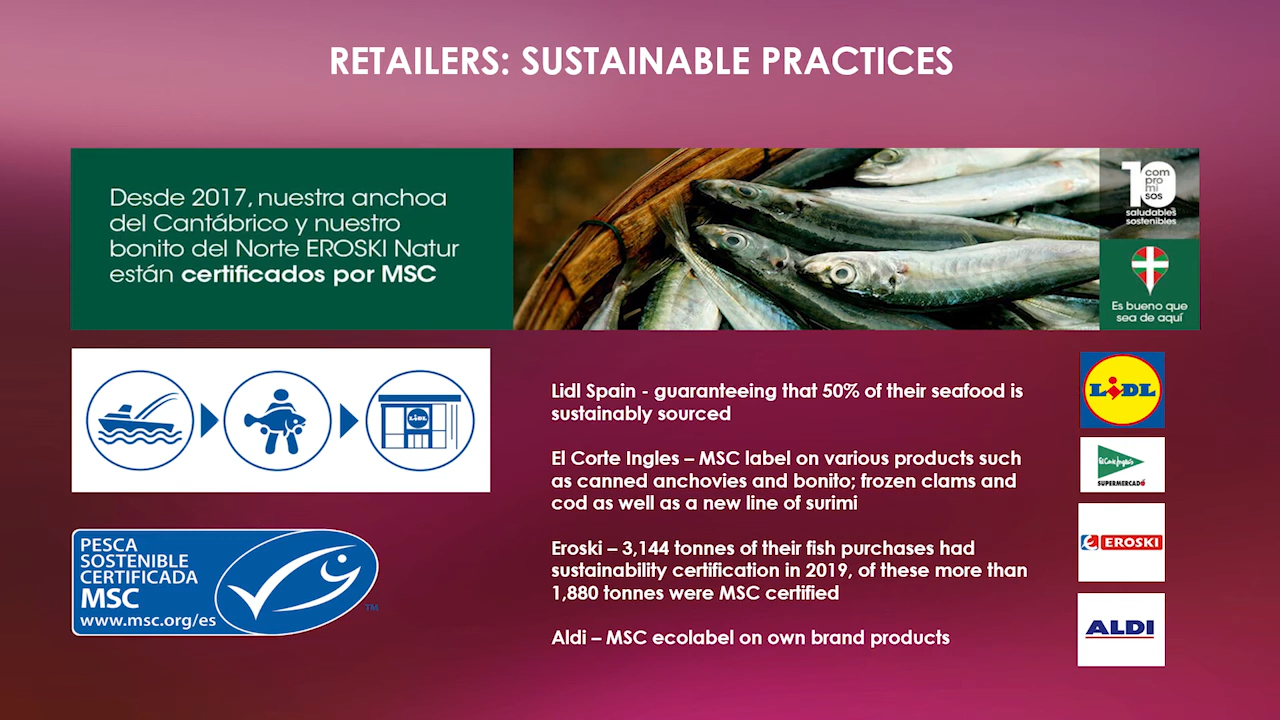 RETAILERS: SUSTAINABLE PRACTICES
Desde 2017, nuestra anchoa
del Cantábrico y nuestro
bonito del Norte EROSKI Natur
están certificados por MSC
10
com
pro
mi
sos
saludables
sostenibles
Es bueno que
sea de aquí
LIDL
PESCA
SOSTENIBLE
CERTIFICADA
MSC
www.msc.org/es
TM
Lidl Spain - guaranteeing that 50% of their seafood is
sustainably sourced
El Corte Ingles – MSC label on various products such
as canned anchovies and bonito; frozen clams and
cod as well as a new line of surimi
Eroski – 3,144 tonnes of their fish purchases had
sustainability certification in 2019, of these more than
1,880 tonnes were MSC certified
Aldi – MSC ecolabel on own brand products
LIDL
El Corte Inglés
SUPERMERCADO
EROSKI
ALDI